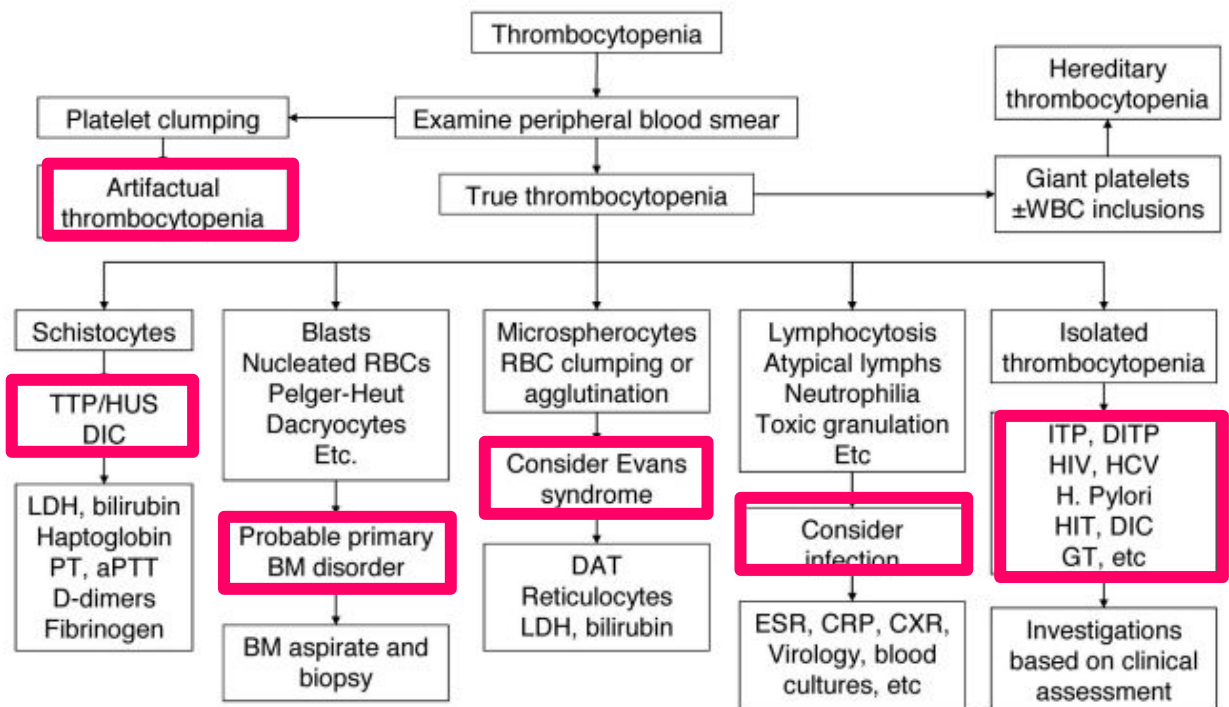 Thrombocytopenia
Hereditary
thrombocytopenia
Platelet clumping
Examine peripheral blood smear
Artifactual
thrombocytopenia
True thrombocytopenia
Giant platelets
±WBC inclusions
Schistocytes
TTP/HUS
DIC
LDH, bilirubin
Haptoglobin
PT, aPTT
D-dimers
Fibrinogen
Blasts
Nucleated RBCs
Pelger-Heut
Dacryocytes
Etc.
Probable primary
BM disorder
BM aspirate and
biopsy
Microspherocytes
RBC clumping or
agglutination
Consider Evans
syndrome
DAT
Reticulocytes
LDH, bilirubin
Lymphocytosis
Atypical lymphs
Neutrophilia
Toxic granulation
Etc
Consider
infection
ESR, CRP, CXR,
Virology, blood
cultures, etc
Isolated
thrombocytopenia
ITP, DITP
HIV, HCV
H. Pylori
HIT, DIC
GT, etc
Investigations
based on clinical
assessment